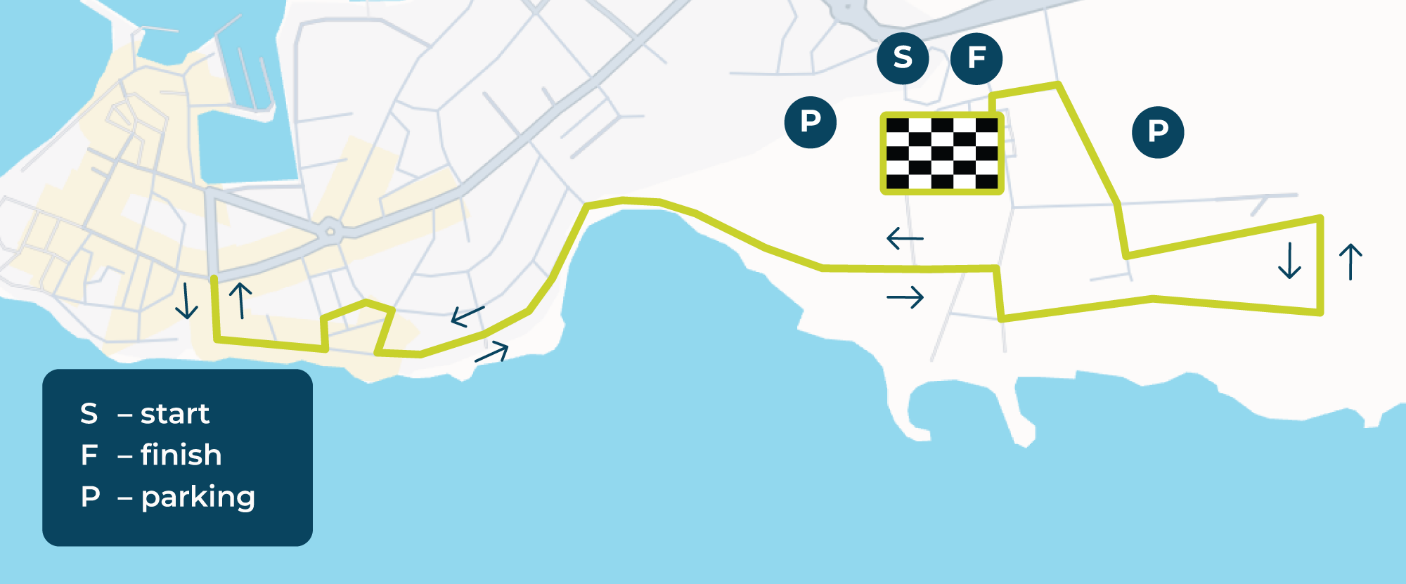 S F
P P
S – start
F – finish
P – parking